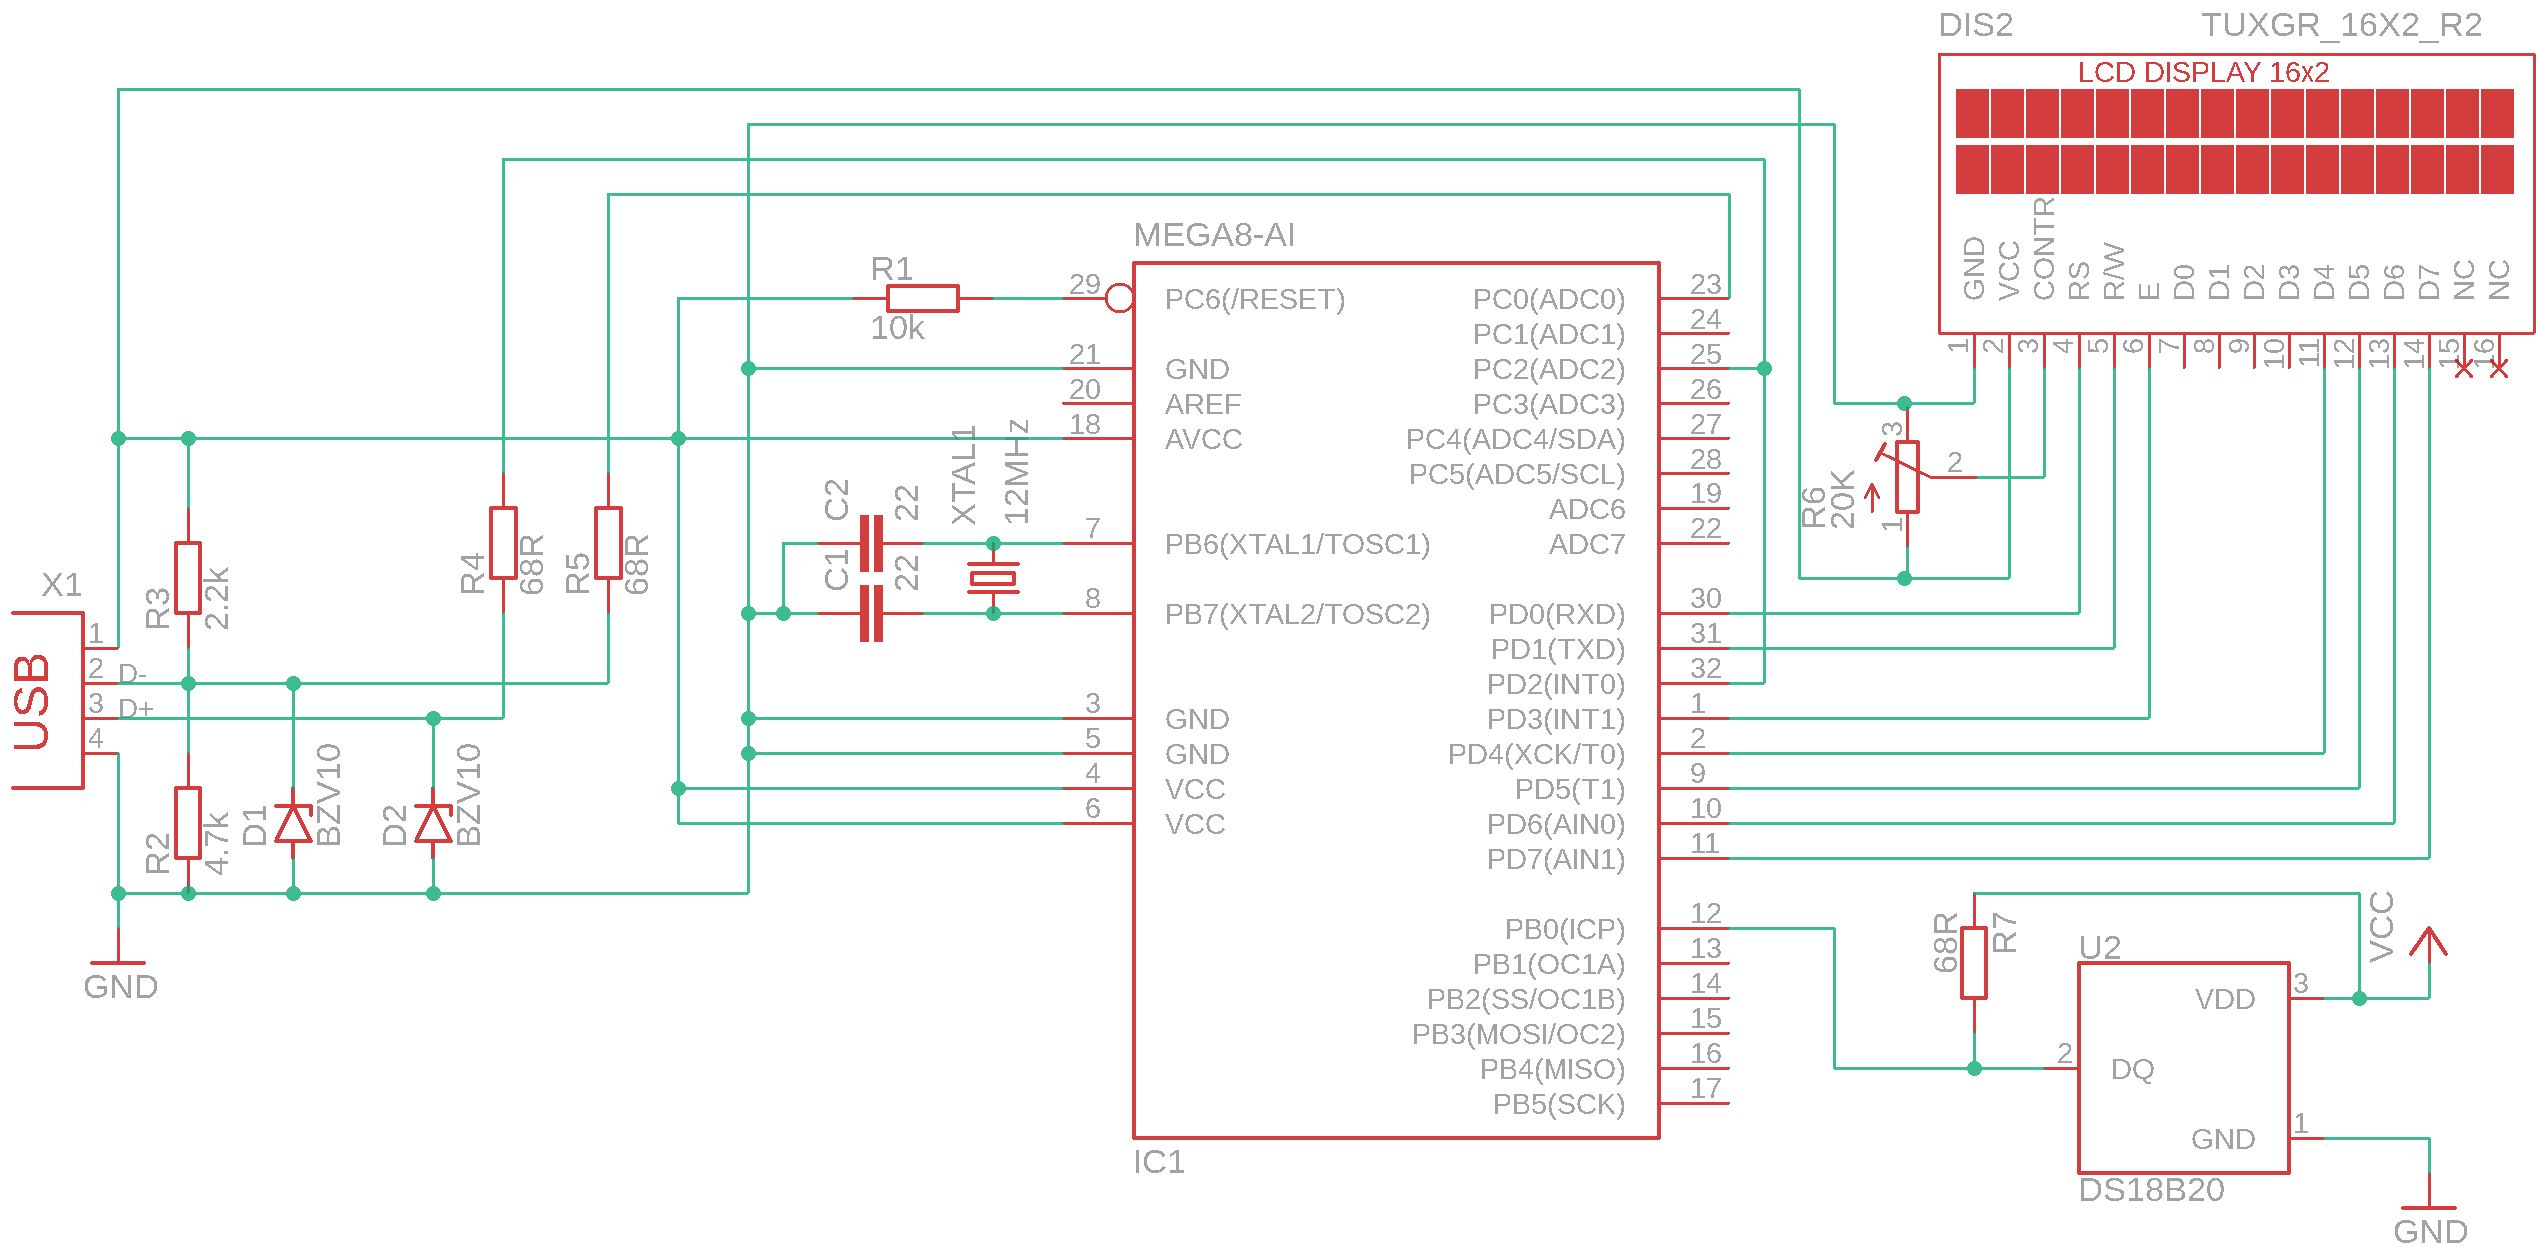 DIS2
TUXGR_16X2_R2
LCD DISPLAY 16x2
GND
VCC
CONTR
RS
R/W
E
D0
D1
D2
D3
D4
D5
D6
D7
NC
NC
1
2
3
4
5
6
7
8
9
10
11
12
13
14
15
16
MEGA8-AI
R1
10k
29
PC6(/RESET)
21
GND
20
AREF
18
AVCC
7
PB6(XTAL1/TOSC1)
8
PB7(XTAL2/TOSC2)
3
GND
5
GND
4
VCC
6
VCC
PC0(ADC0)
23
PC1(ADC1)
24
PC2(ADC2)
25
PC3(ADC3)
26
PC4(ADC4/SDA)
27
PC5(ADC5/SCL)
28
ADC6
19
ADC7
22
PD0(RXD)
30
PD1(TXD)
31
PD2(INT0)
32
PD3(INT1)
1
PD4(XCK/T0)
2
PD5(T1)
9
PD6(AIN0)
10
PD7(AIN1)
11
PB0(ICP)
12
PB1(OC1A)
13
PB2(SS/OC1B)
14
PB3(MOSI/OC2)
15
PB4(MISO)
16
PB5(SCK)
17
IC1
C2
22
C1
22
XTAL1
12MHz
R6
20K
3
2
1
R4
68R
R5
68R
R3
2.2k
X1
USB
1
2
D-
3
D+
4
R2
4.7k
D1
BZV10
D2
BZV10
GND
68R
R7
U2
VCC
VDD
3
2
DQ
GND
1
DS18B20
GND